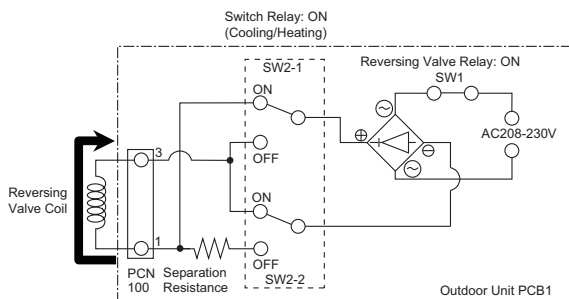 Switch Relay: ON
(Cooling/Heating)
SW2-1
Reversing Valve Relay: ON
SW1
ON
AC208-230V
OFF
3
Reversing
Valve Coil
ON
1
OFF
PCN
100
Separation
Resistance
SW2-2
Outdoor Unit PCB1